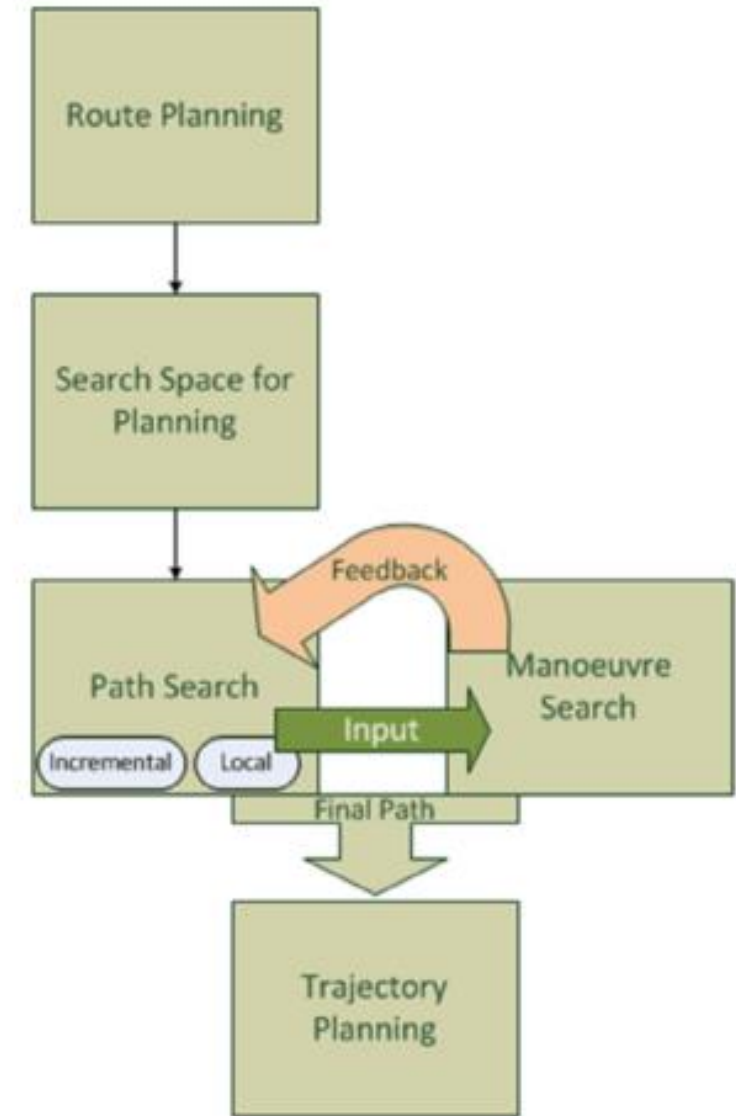 Route Planning
Search Space for
Planning
Feedback
Path Search
Manoeuvre
Search
Input
Incremental
Local
Final Path
Trajectory
Planning